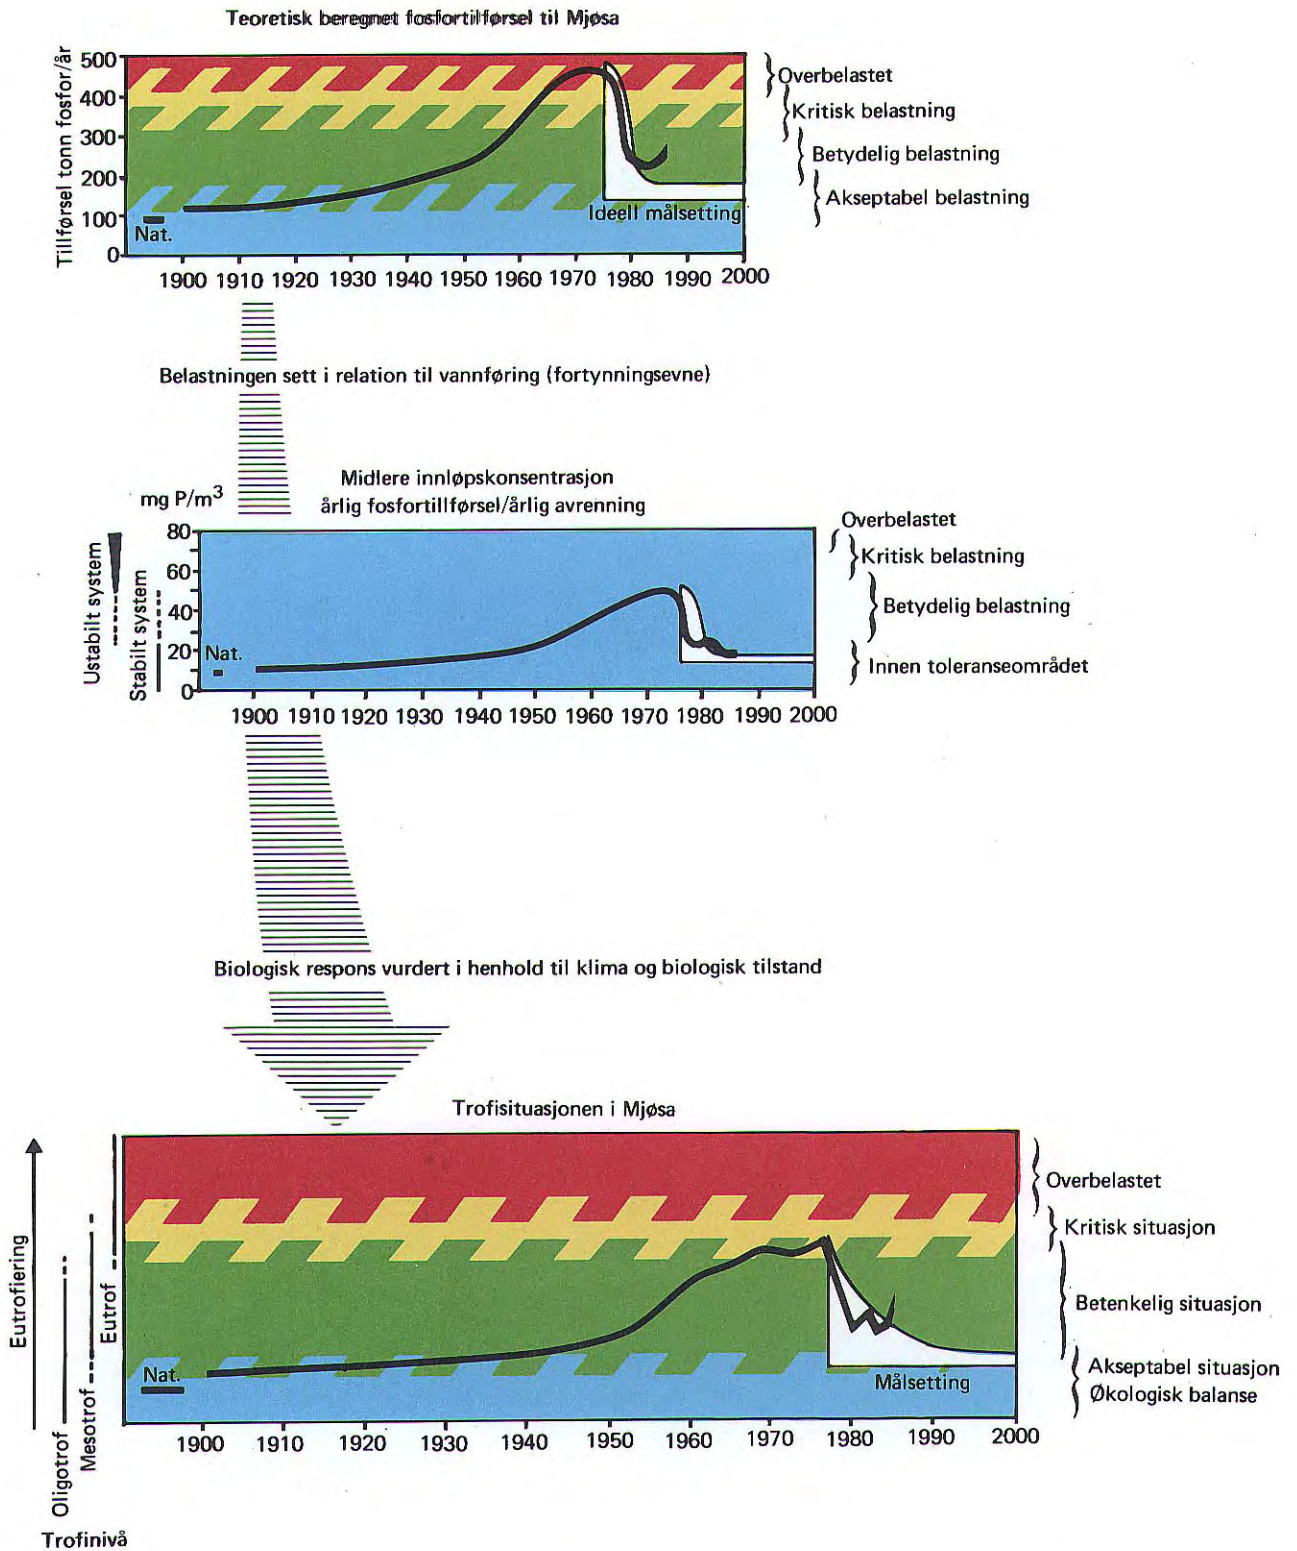 Teoretisk beregnet fosfortilførsel til Mjøsa
Tillførsel tonn fosfor/år
500
400
300
200
100
0
Nat.
Ideell målsetting
Overbelastet
Kritisk belastning
Betydelig belastning
Akseptabel belastning
1900 1910 1920 1930 1940 1950 1960 1970 1980 1990 2000
Belastningen sett i relation til vannføring (fortynningsevne)
Midlere innløpskonsentrasjon
årlig fosfortillførsel/årlig avrenning
mg P/m³
Ustabilt system
Stabilt system
80
60
40
20
0
Nat.
Overbelastet
Kritisk belastning
Betydelig belastning
Innen toleranseområdet
1900 1910 1920 1930 1940 1950 1960 1970 1980 1990 2000
Biologisk respons vurdert i henhold til klima og biologisk tilstand
Trofisituasjonen i Mjøsa
Eutrofiering
Oligotrof
Mesotrof
Eutrof
Trofinivå
Nat.
Målsetting
Overbelastet
Kritisk situasjon
Betenkelig situasjon
Akseptabel situasjon
Økologisk balanse
1900 1910 1920 1930 1940 1950 1960 1970 1980 1990 2000